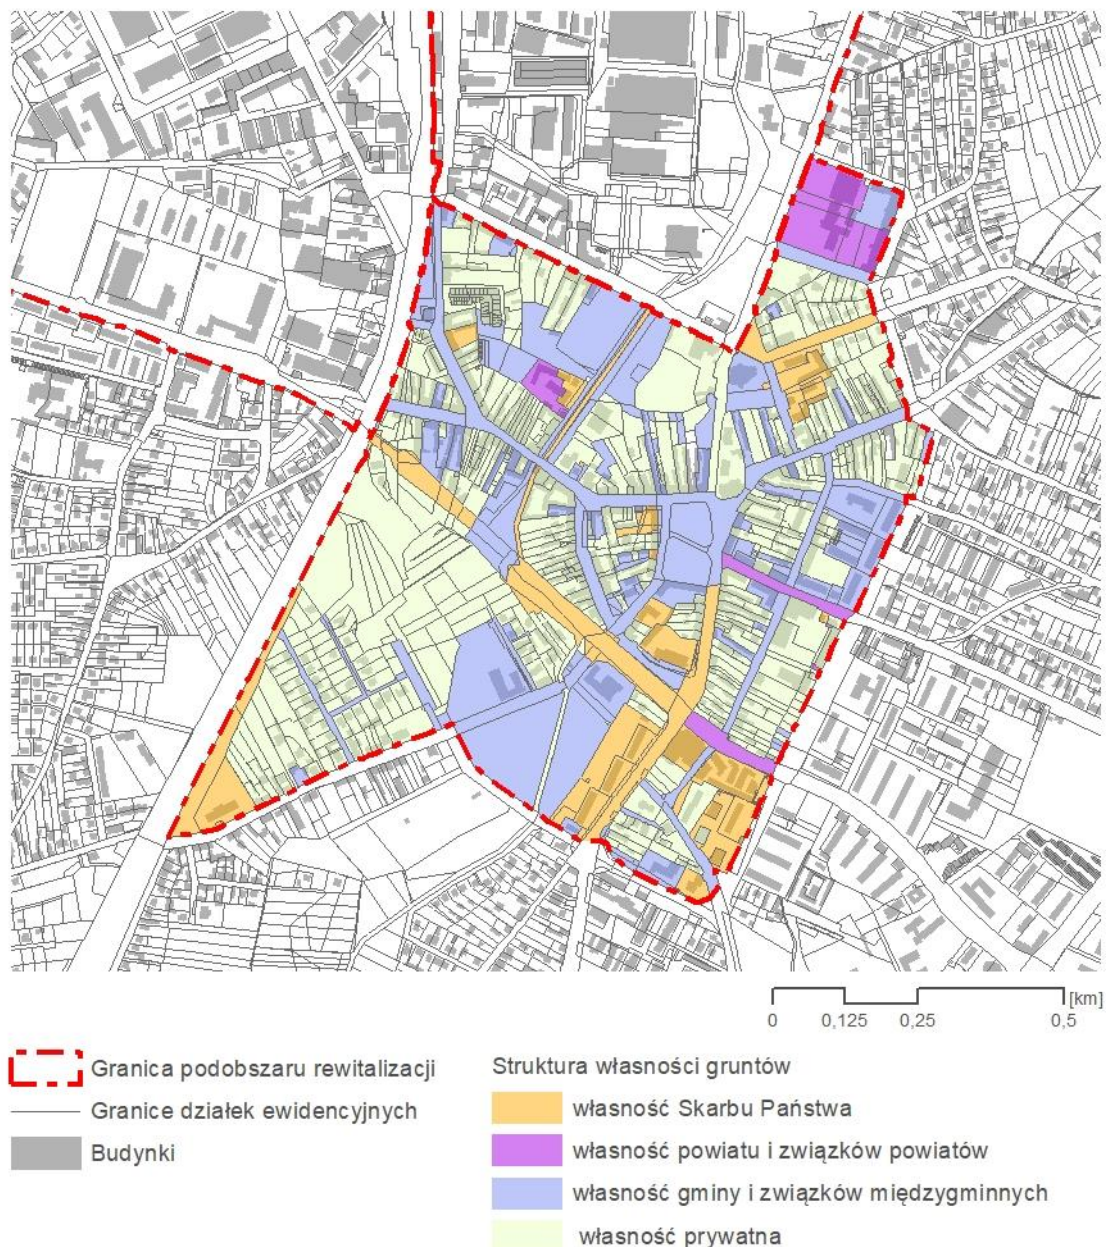 [km]
0 0,125 0,25 0,5
Granica podobszaru rewitalizacji
Granice działek ewidencyjnych
Budynki
Struktura własności gruntów
własność Skarbu Państwa
własność powiatu i związków powiatów
własność gminy i związków międzygminnych
własność prywatna